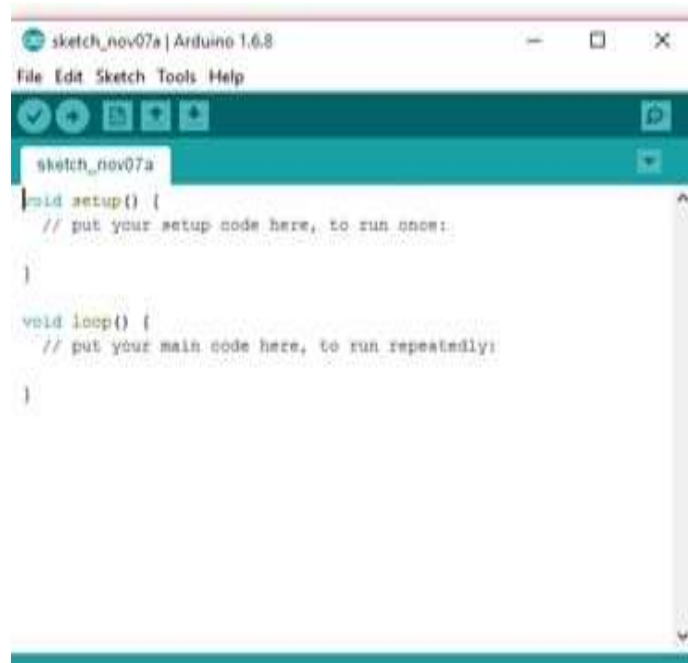 sketch_nov07a | Arduino 1.6.8
File Edit Sketch Tools Help
sketch_nov07a
void setup() {
  // put your setup code here, to run once:
}
void loop() {
  // put your main code here, to run repeatedly:
}